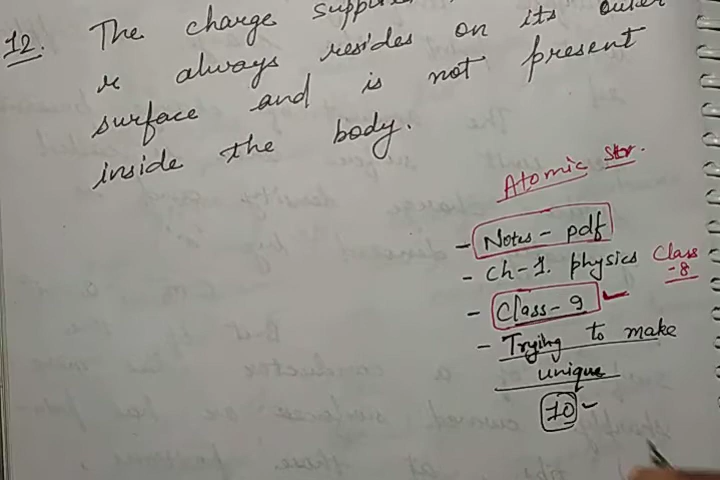 12. The charge
is always resides on its outer
surface and is not present
inside the body.
Atomic Str.
- Notes - pdf
- Ch-1. physics Class
-8
- Class-9
- Trying to make
unique
10